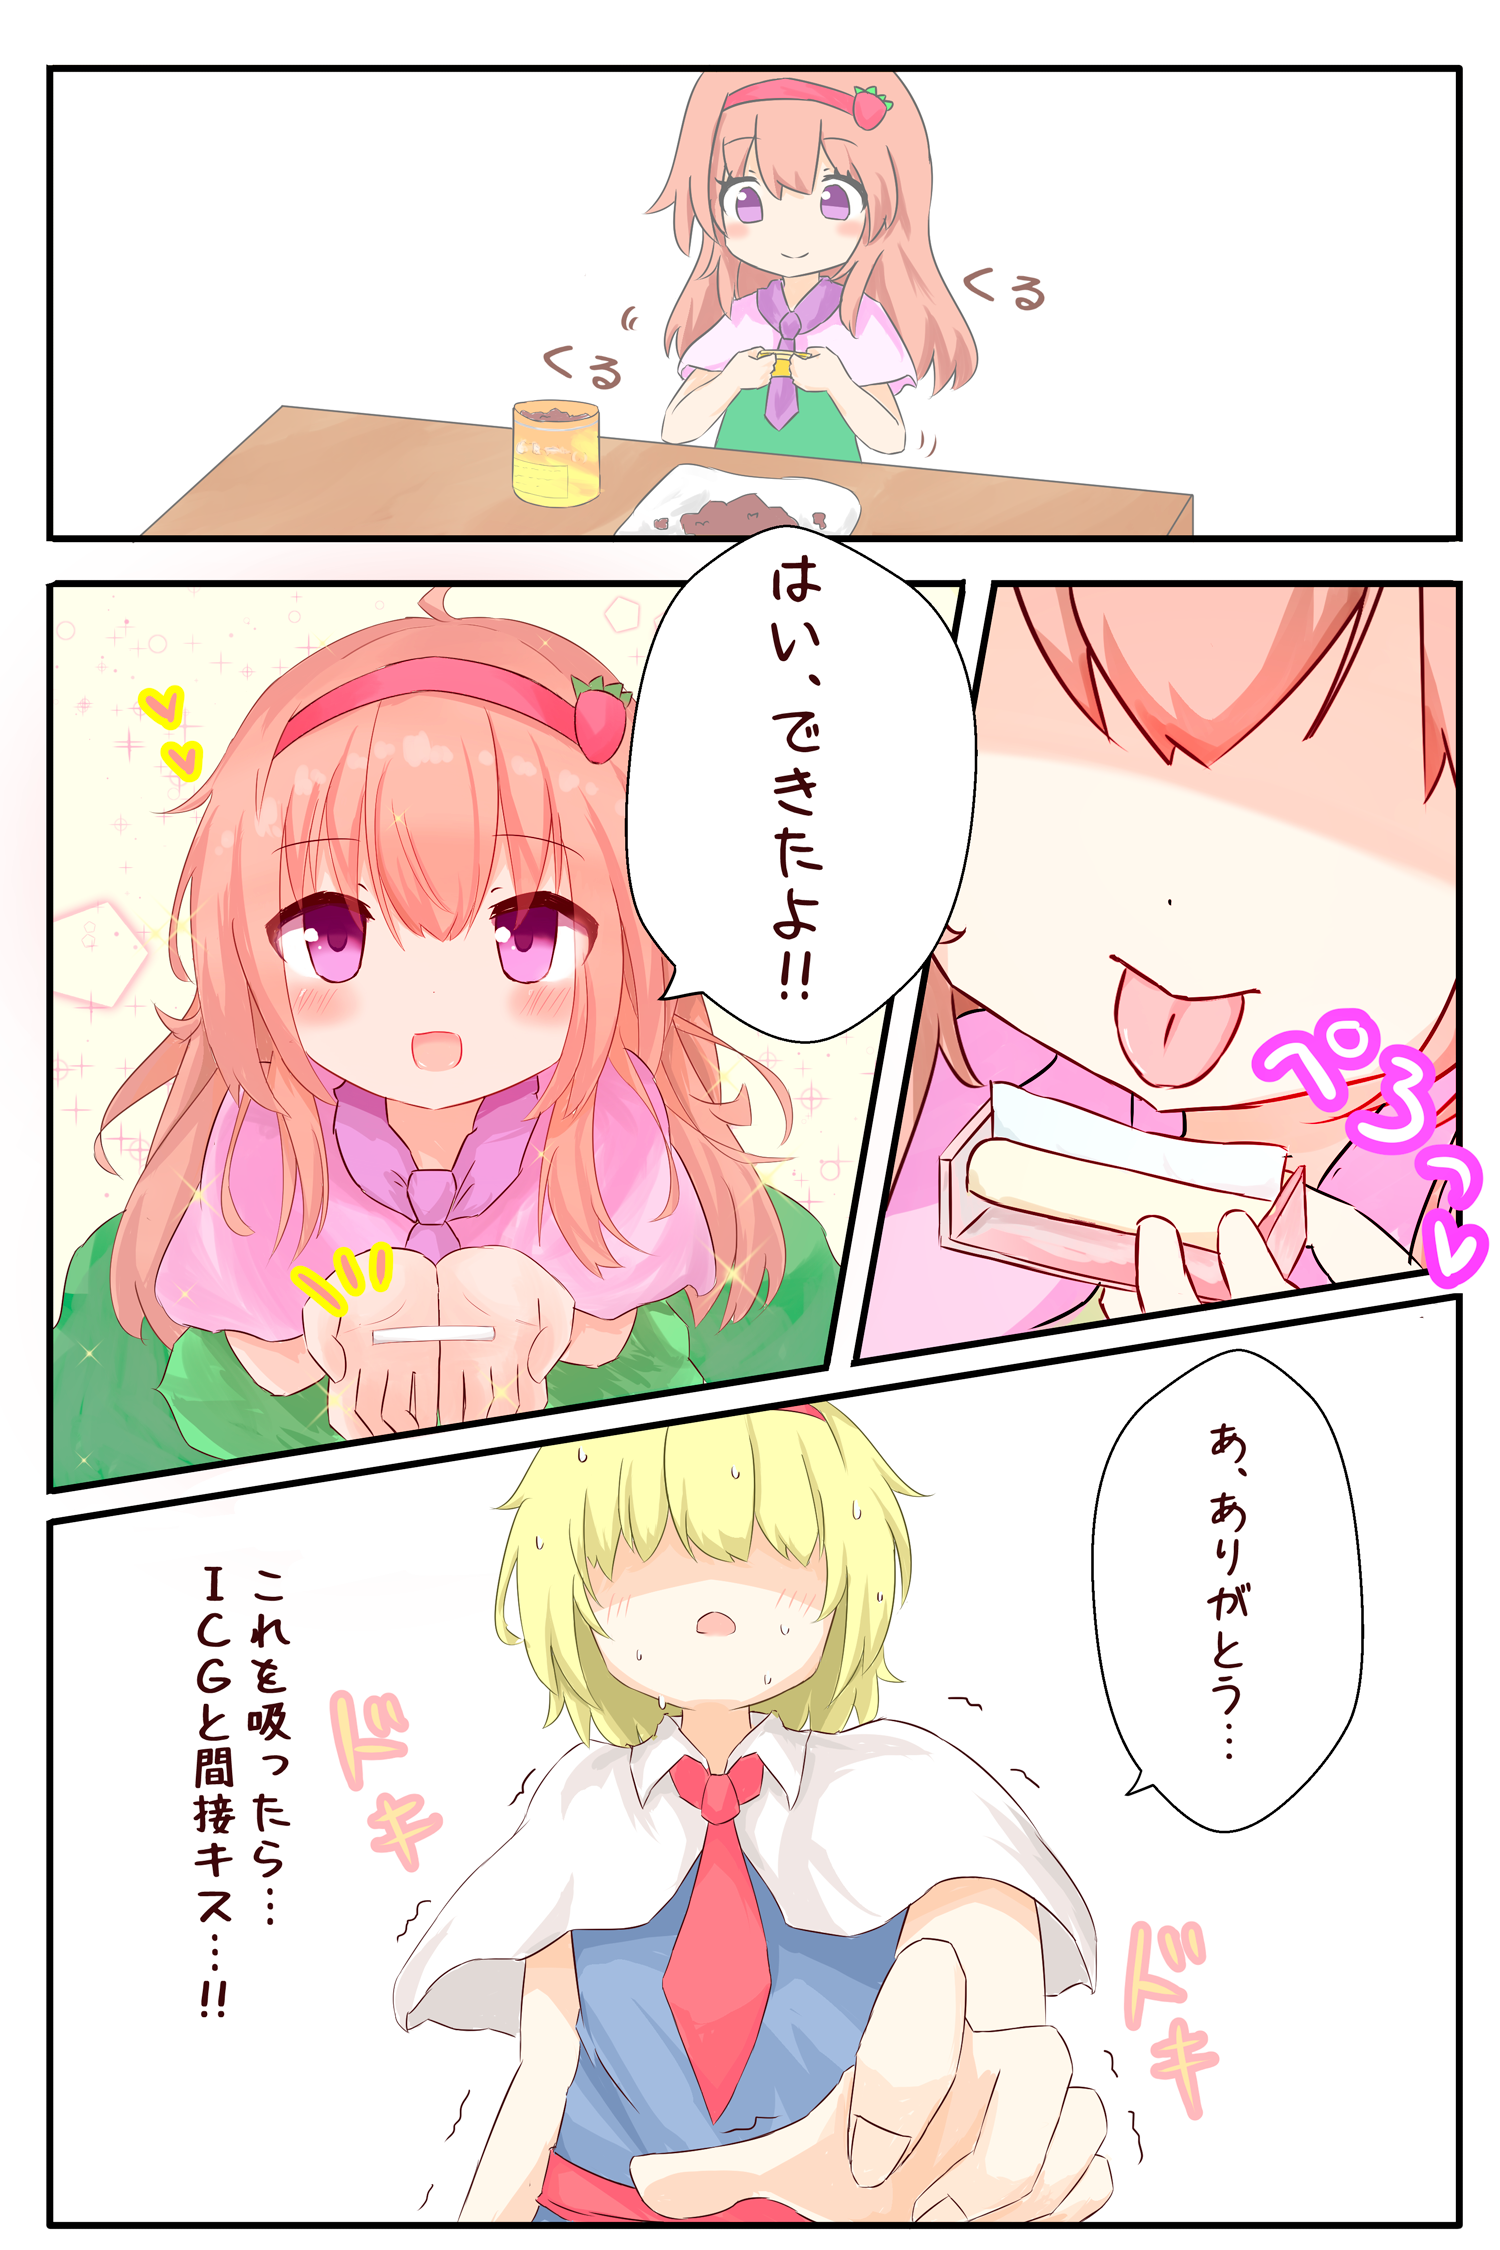 くる
くる
ペろっ
はい、できたよ!!
あ、ありがとう…
ドキ
ドキ
これを吸ったら…
ICGと間接キス…!!